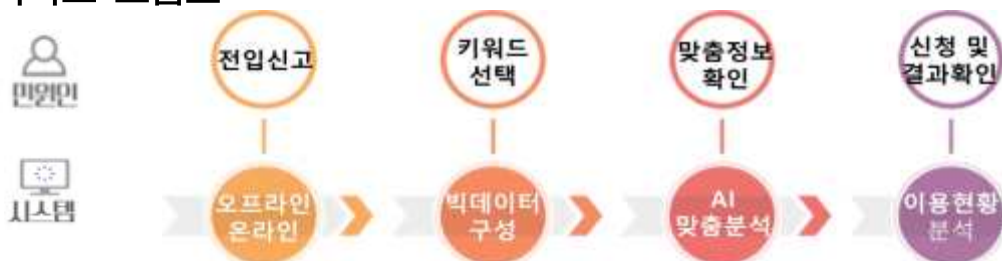 전입신고
키워드
선택
맞춤정보
확인
신청 및
결과확인
민원인
오프라인
온라인
빅데이터
구성
AI
맞춤분석
이용현황
분석
시스템